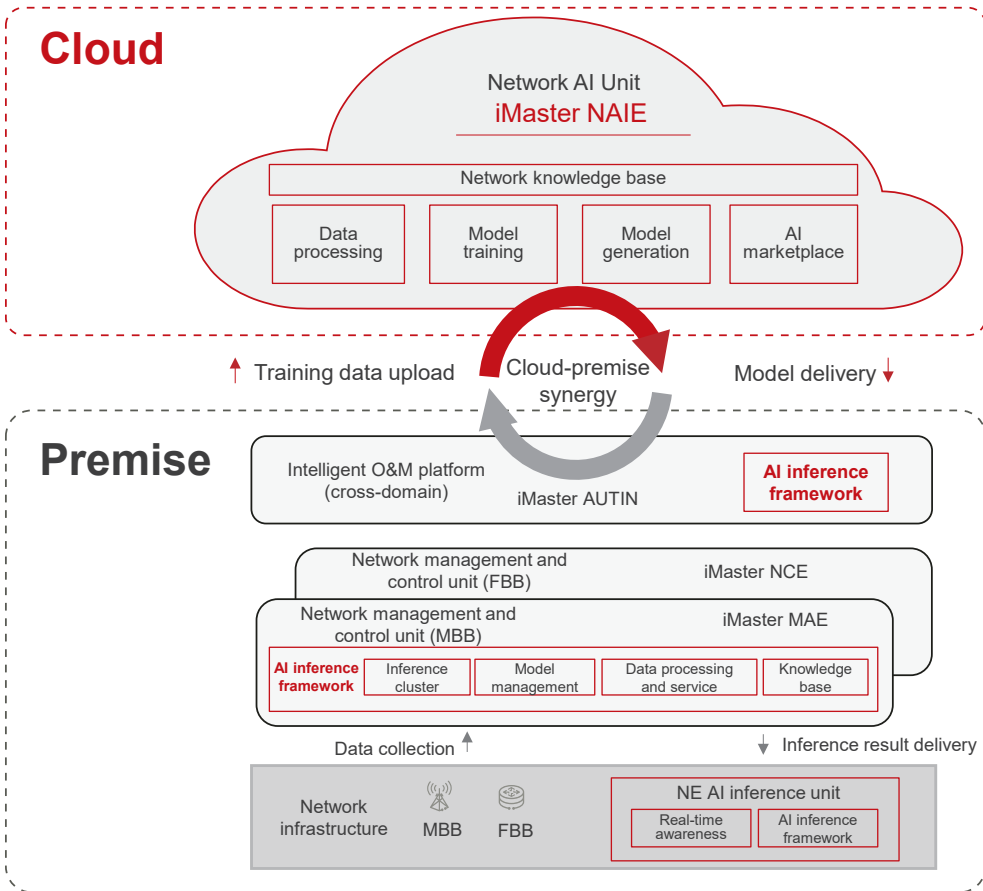 Cloud
Network AI Unit
iMaster NAIE
Network knowledge base
Data
processing
Model
training
Model
generation
AI
marketplace
Training data upload
Cloud-premise
synergy
Model delivery
Premise
Intelligent O&M platform
(cross-domain)
iMaster AUTIN
AI inference
framework
Network management and
control unit (FBB)
iMaster NCE
Network management and
control unit (MBB)
iMaster MAE
AI inference
framework
Inference
cluster
Model
management
Data processing
and service
Knowledge
base
Data collection
Inference result delivery
Network
infrastructure
MBB
FBB
NE AI inference unit
Real-time
awareness
AI inference
framework